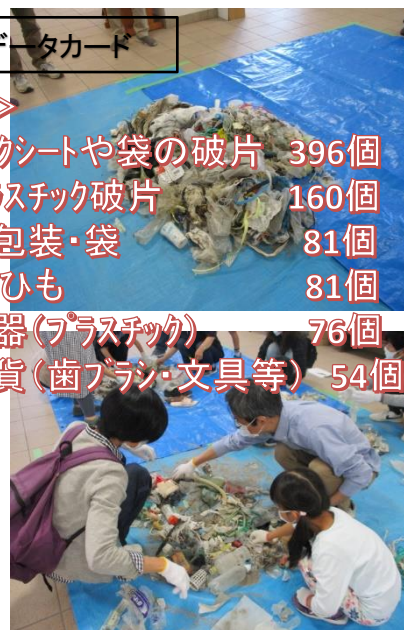 データカード
>
クシートや袋の破片 396個
ラスチック破片 160個
包装・袋 81個
ひも 81個
器(プラスチック) 76個
貨(歯ブラシ・文具等) 54個